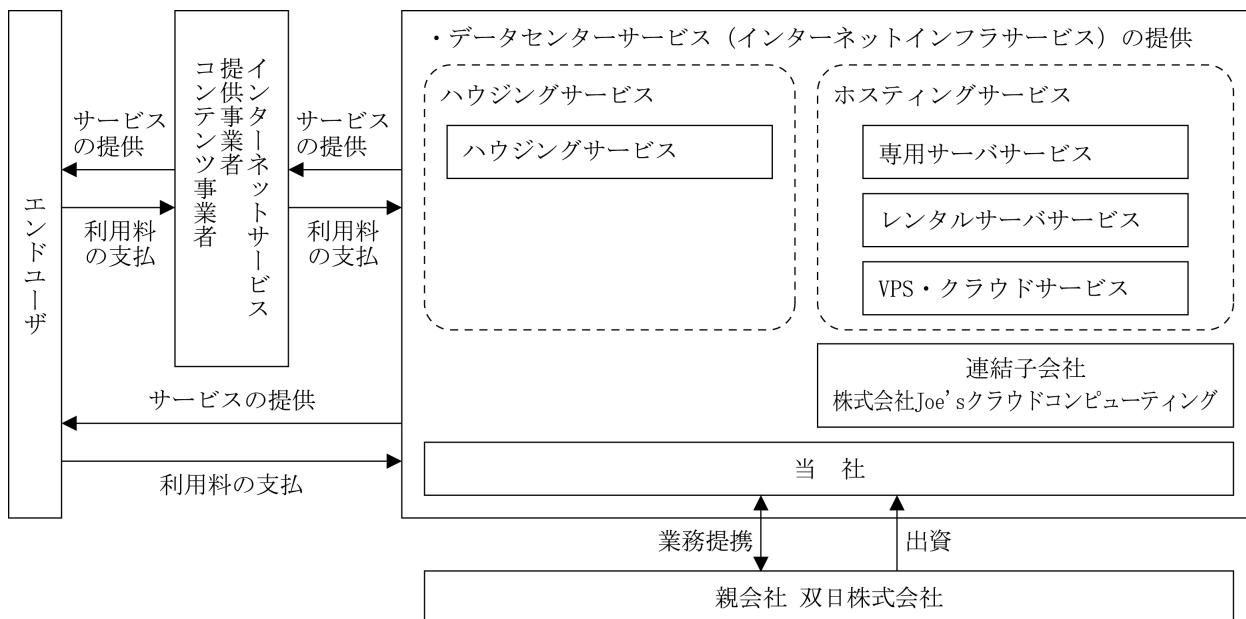 ・データセンターサービス（インターネットインフラサービス）の提供
ハウジングサービス
ハウジングサービス
ホスティングサービス
専用サーバサービス
レンタルサーバサービス
VPS・クラウドサービス
連結子会社
株式会社Joe'sクラウドコンピューティング
当　社
業務提携
出資
親会社 双日株式会社
インターネットサービス
提供事業者
コンテンツ事業者
サービス
の提供
利用料
の支払
サービス
の提供
利用料
の支払
エンドユーザ
サービスの提供
利用料の支払